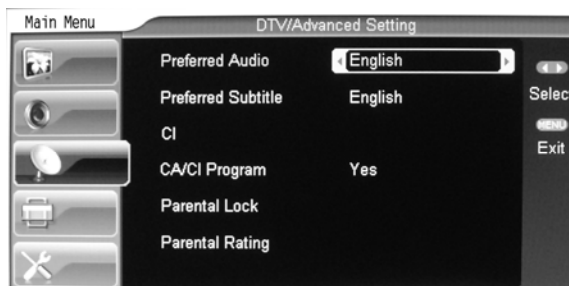 Main Menu
DTV/Advanced Setting
Preferred Audio English
Preferred Subtitle English
Selec
CI
MENU
Exit
CA/CI Program Yes
Parental Lock
Parental Rating